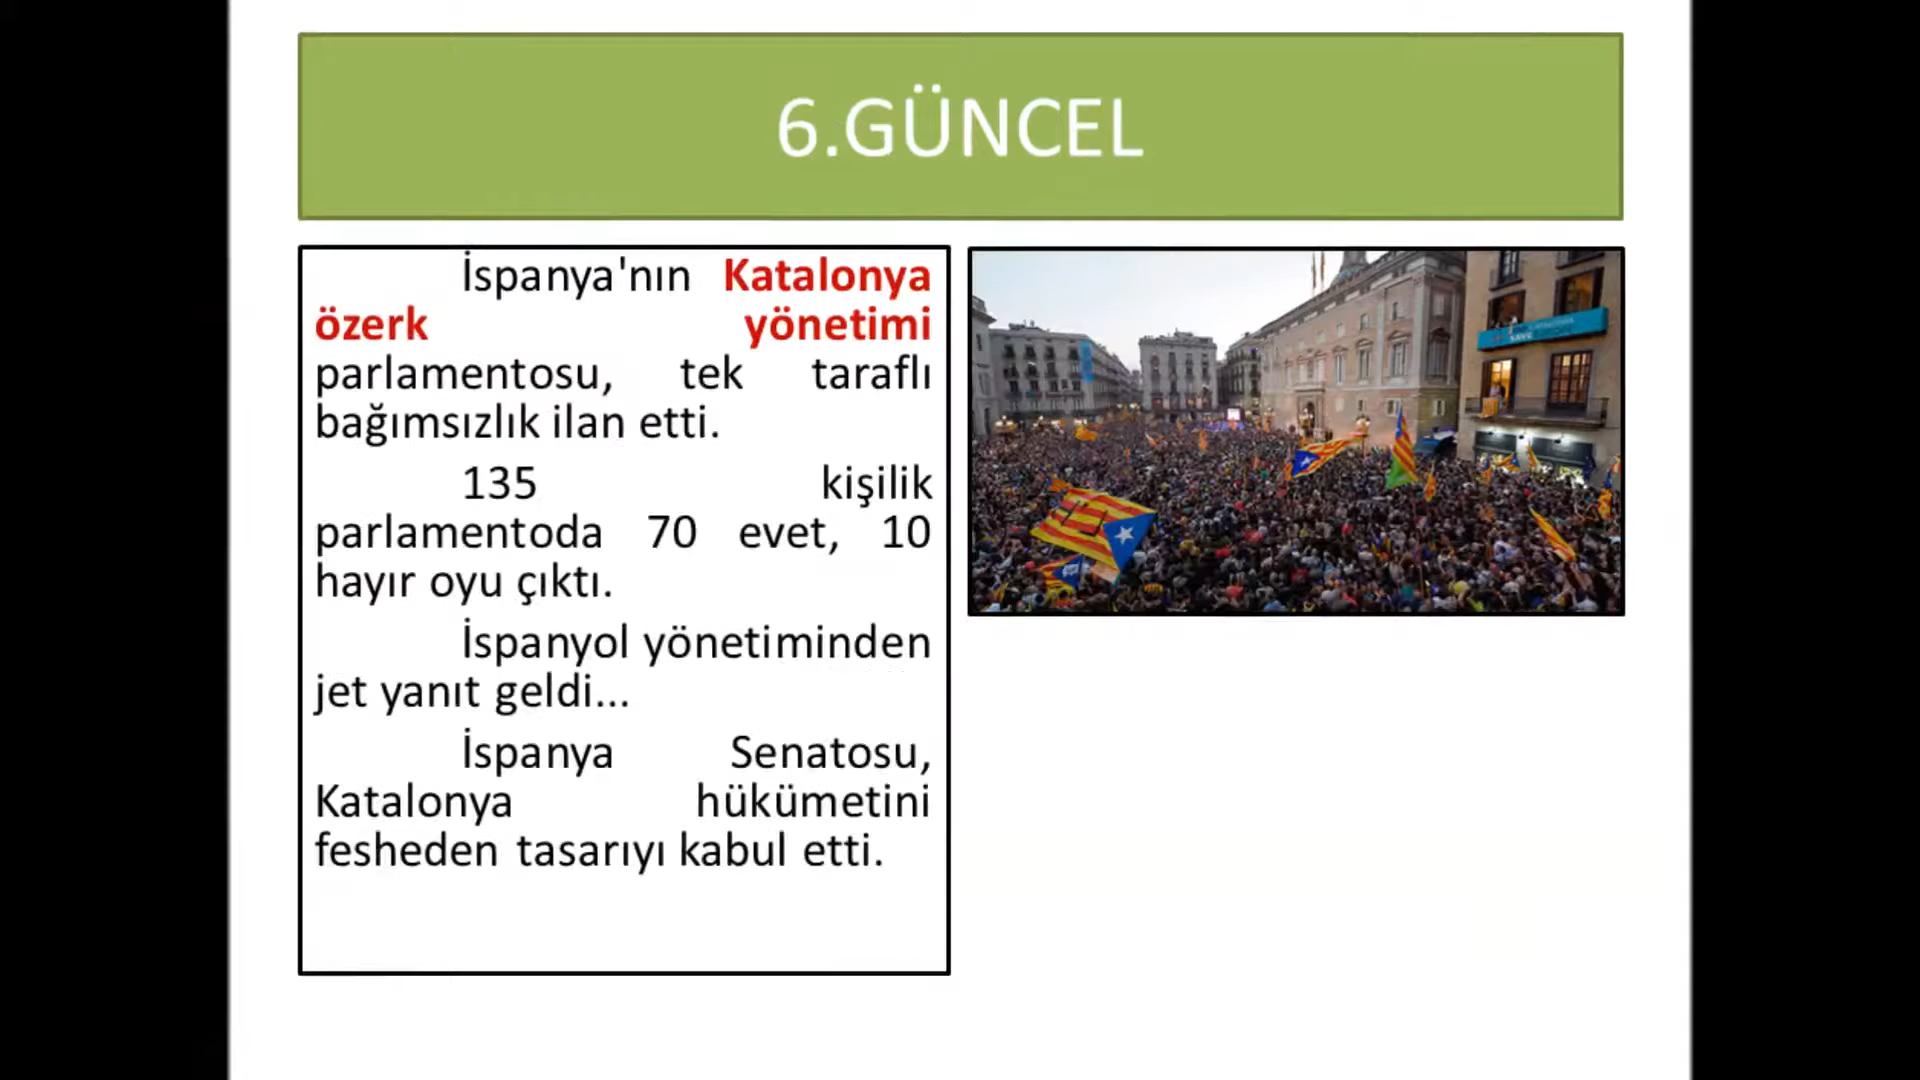 6.GÜNCEL
İspanya'nın Katalonya
özerk yönetimi
parlamentosu, tek taraflı
bağımsızlık ilan etti.
135 kişilik
parlamentoda 70 evet, 10
hayır oyu çıktı.
İspanyol yönetiminden
jet yanıt geldi...
İspanya Senatosu,
Katalonya hükümetini
fesheden tasarıyı kabul etti.
SAVE